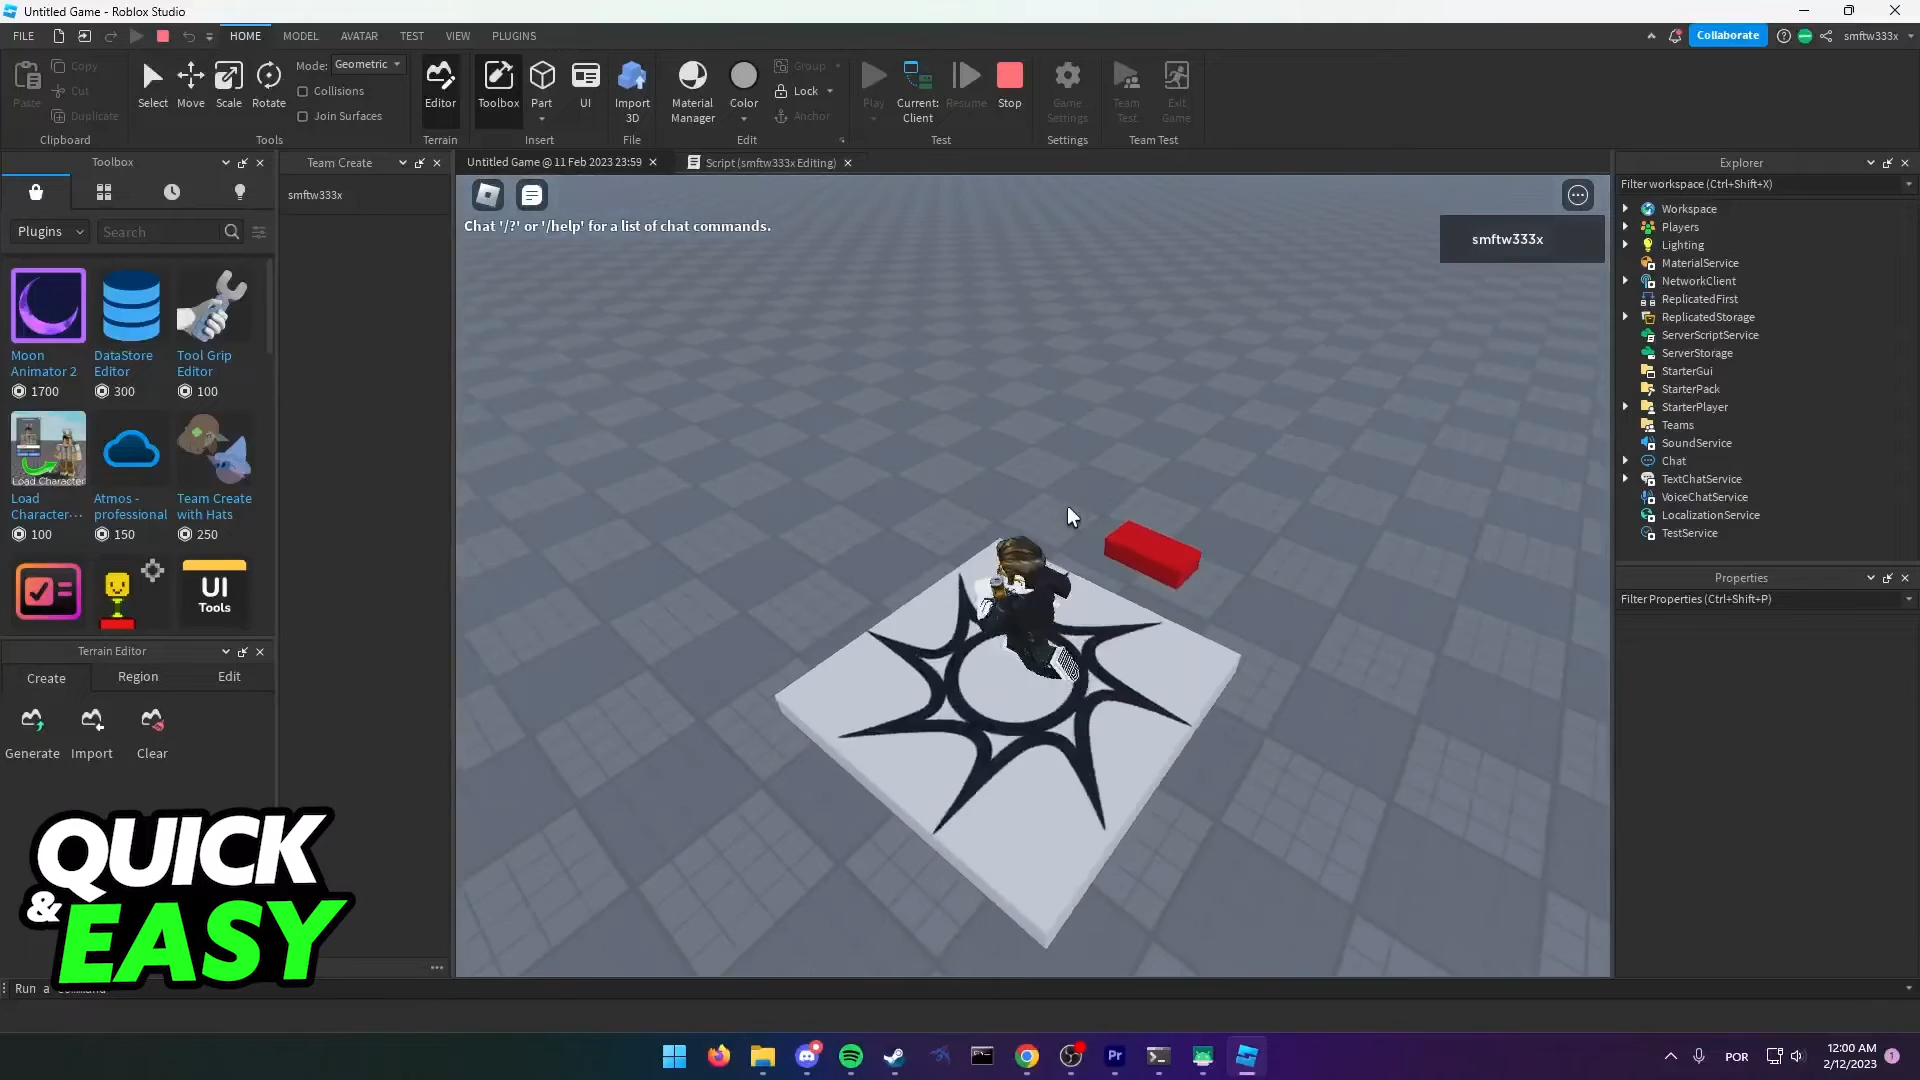 Untitled Game - Roblox Studio
FILE
HOME
MODEL
AVATAR
TEST
VIEW
PLUGINS
Collaborate
smftw333x
Paste
Copy
Cut
Duplicate
Clipboard
Select
Move
Scale
Rotate
Mode:
Geometric
Collisions
Join Surfaces
Tools
Editor
Terrain
Toolbox
Part
UI
Insert
Import
3D
File
Material
Manager
Color
Group
Lock
Anchor
Edit
Play
Current:
Client
Resume
Stop
Test
Game
Settings
Settings
Team
Test
Exit
Game
Team Test
Toolbox
Plugins
Search
Moon
Animator 2
1700
DataStore
Editor
300
Tool Grip
Editor
100
Load Character
Load
Character···
100
Atmos -
professional
150
Team Create
with Hats
250
UI
Tools
Terrain Editor
Create
Region
Edit
Generate
Import
Clear
Team Create
smftw333x
Untitled Game @ 11 Feb 2023 23:59
Script (smftw333x Editing)
Chat '/?' or '/help' for a list of chat commands.
smftw333x
Explorer
Filter workspace (Ctrl+Shift+X)
Workspace
Players
Lighting
MaterialService
NetworkClient
ReplicatedFirst
ReplicatedStorage
ServerScriptService
ServerStorage
StarterGui
StarterPack
StarterPlayer
Teams
SoundService
Chat
TextChatService
VoiceChatService
LocalizationService
TestService
Properties
Filter Properties (Ctrl+Shift+P)
QUICK
& EASY
Run a command
Pr
POR
12:00 AM
2/12/2023
1